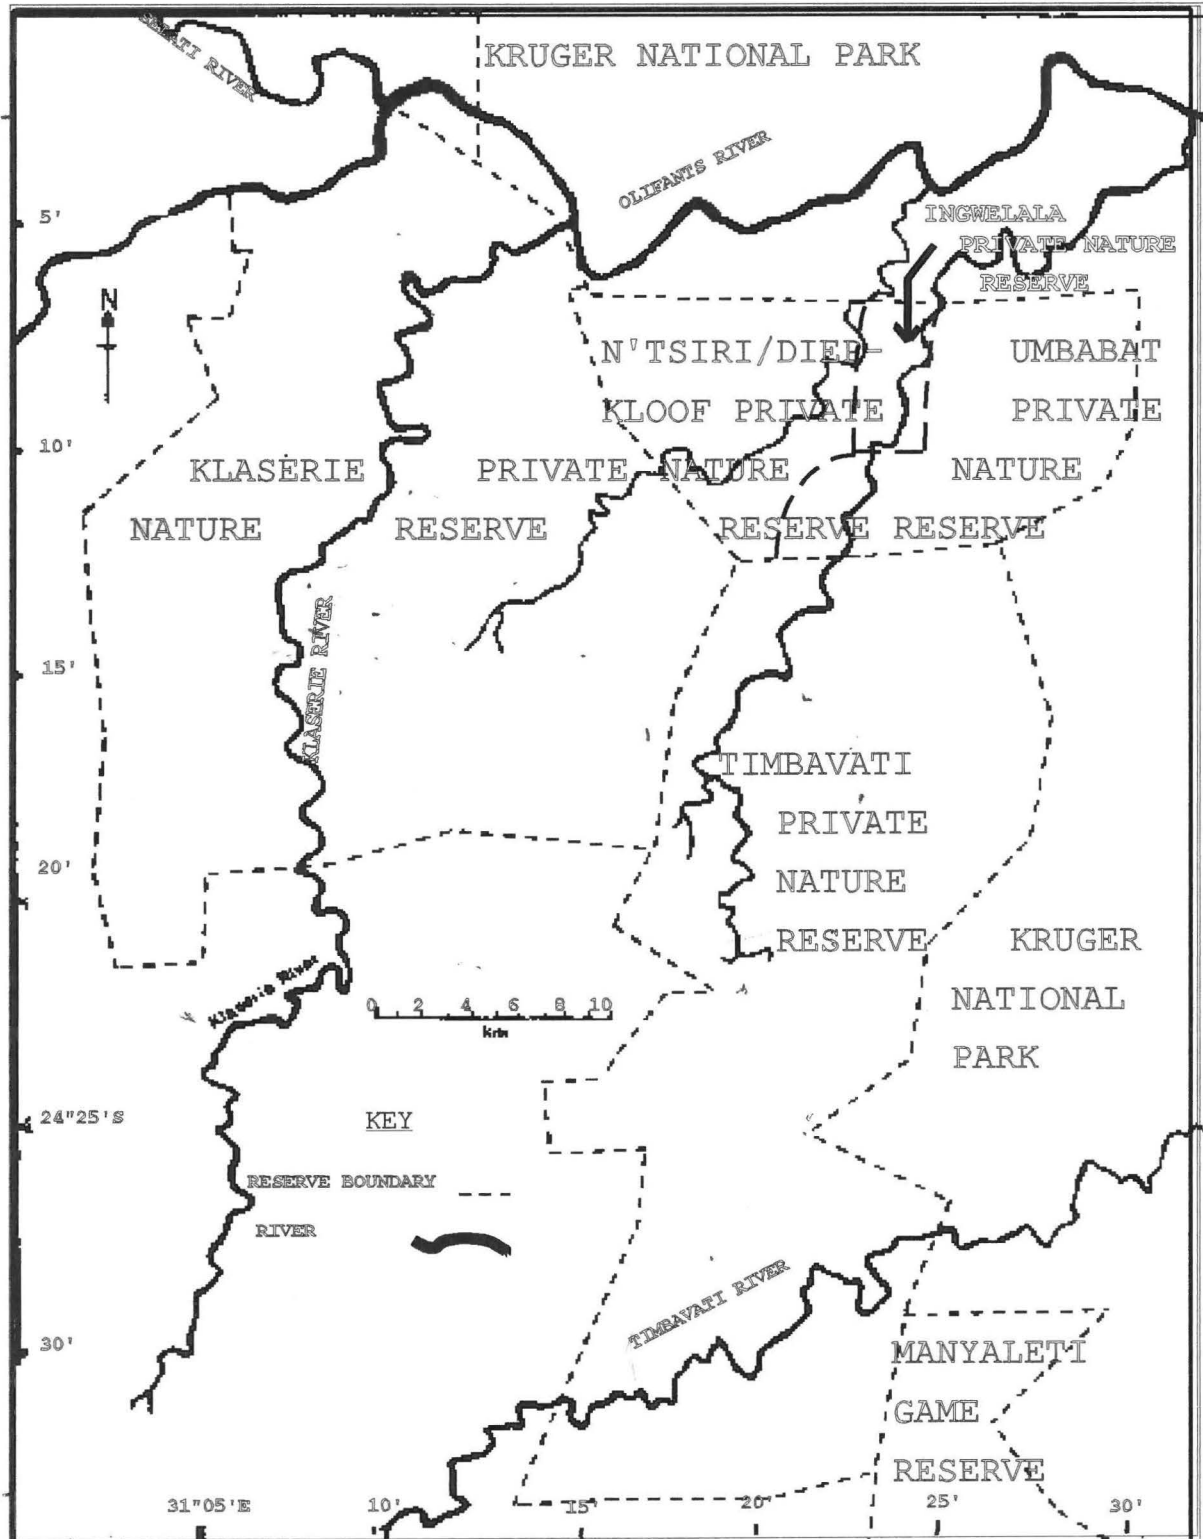 SELATI RIVER
KRUGER NATIONAL PARK
OLIFANTS RIVER
5'
INGWELALA
PRIVATE NATURE
RESERVE
N
N'TSIRI/DIEP-
KLOOF PRIVATE
NATURE
RESERVE
UMBABAT
PRIVATE
NATURE
RESERVE
10'
KLASERIE
PRIVATE
NATURE
RESERVE
KLASERIE RIVER
15'
TIMBAVATI
PRIVATE
NATURE
RESERVE
20'
KRUGER
NATIONAL
PARK
Klaserie River
0 2 4 6 8 10
km
24"25'S
KEY
RESERVE BOUNDARY
RIVER
TIMBAVATI RIVER
30'
MANYALETI
GAME
RESERVE
31"05'E 10' 15' 20' 25' 30'